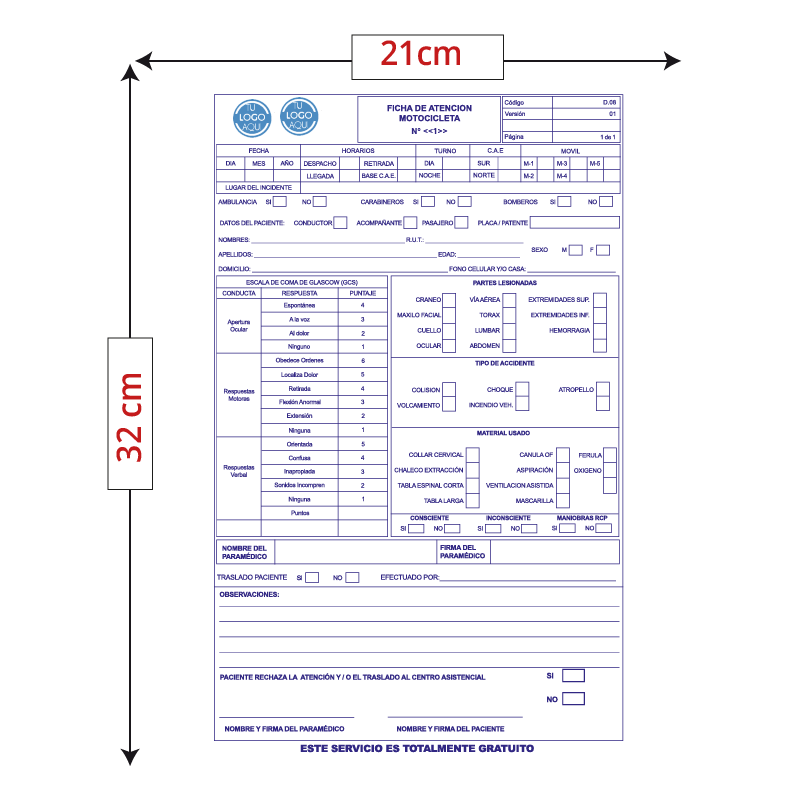 21cm
32 cm
TU LOGO AQUI
TU LOGO AQUI
FICHA DE ATENCION
MOTOCICLETA
N° <<1>>
Código D.08
Versión 01
Página 1 de 1
FECHA HORARIOS TURNO C.A.E MOVIL
DIA MES AÑO DESPACHO RETIRADA DIA SUR M-1 M-3 M-5
LLEGADA BASE C.A.E. NOCHE NORTE M-2 M-4
LUGAR DEL INCIDENTE
AMBULANCIA SI NO CARABINEROS SI NO BOMBEROS SI NO
DATOS DEL PACIENTE: CONDUCTOR ACOMPAÑANTE PASAJERO PLACA / PATENTE
NOMBRES: R.U.T.:
SEXO M F
APELLIDOS: EDAD:
DOMICILIO: FONO CELULAR Y/O CASA:
ESCALA DE COMA DE GLASCOW (GCS)
CONDUCTA RESPUESTA PUNTAJE
Apertura Ocular
Espontánea 4
A la voz 3
Al dolor 2
Ninguno 1
Respuestas Motoras
Obedece Ordenes 6
Localiza Dolor 5
Retirada 4
Flexión Anormal 3
Extensión 2
Ninguna 1
Respuestas Verbal
Orientada 5
Confusa 4
Inapropiada 3
Sonidos Incompren 2
Ninguna 1
Puntos
PARTES LESIONADAS
CRANEO VÍA AÉREA EXTREMIDADES SUP.
MAXILO FACIAL TORAX EXTREMIDADES INF.
CUELLO LUMBAR HEMORRAGIA
OCULAR ABDOMEN
TIPO DE ACCIDENTE
COLISION CHOQUE ATROPELLO
VOLCAMIENTO INCENDIO VEH.
MATERIAL USADO
COLLAR CERVICAL CANULA OF FERULA
CHALECO EXTRACCIÓN ASPIRACIÓN OXIGENO
TABLA ESPINAL CORTA VENTILACION ASISTIDA
TABLA LARGA MASCARILLA
CONSCIENTE INCONSCIENTE MANIOBRAS RCP
SI NO SI NO SI NO
NOMBRE DEL PARAMÉDICO FIRMA DEL PARAMÉDICO
TRASLADO PACIENTE SI NO EFECTUADO POR:
OBSERVACIONES:
PACIENTE RECHAZA LA ATENCIÓN Y / O EL TRASLADO AL CENTRO ASISTENCIAL SI
NO
NOMBRE Y FIRMA DEL PARAMÉDICO NOMBRE Y FIRMA DEL PACIENTE
ESTE SERVICIO ES TOTALMENTE GRATUITO